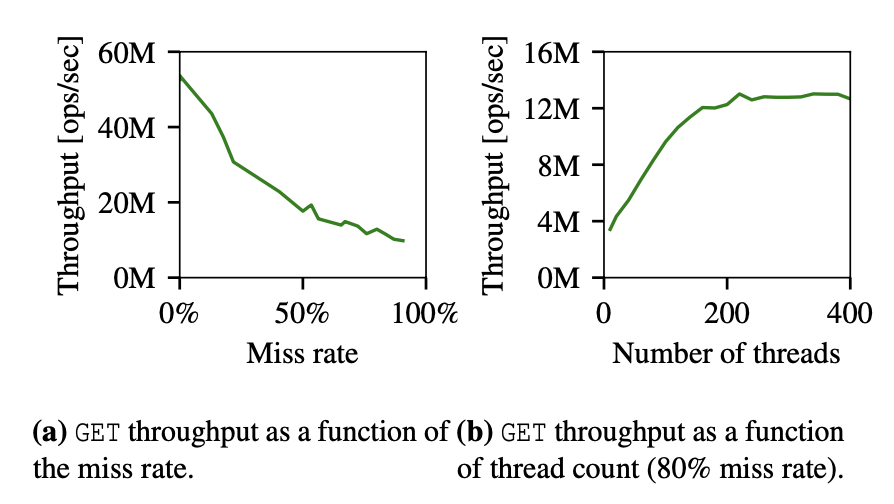 Throughput [ops/sec]
60M
40M
20M
0M
0% 50% 100%
Miss rate
Throughput [ops/sec]
16M
12M
8M
4M
0M
0 200 400
Number of threads
(a) GET throughput as a function of
the miss rate.
(b) GET throughput as a function
of thread count (80% miss rate).